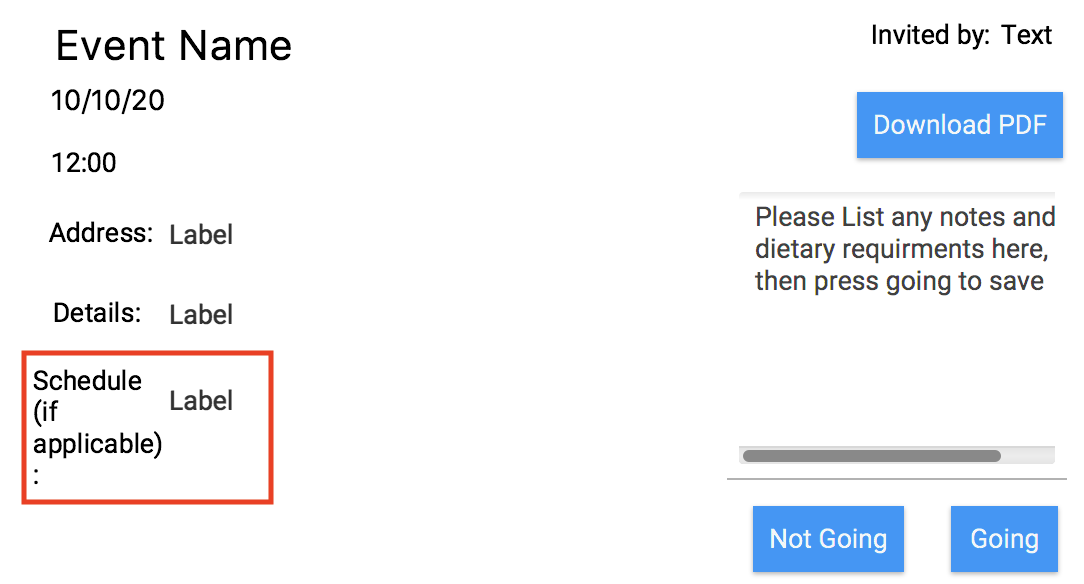 Event Name
Invited by: Text
10/10/20
Download PDF
12:00
Address: Label
Please List any notes and
dietary requirments here,
then press going to save
Details: Label
Schedule
(if
applicable)
:
Label
Not Going
Going